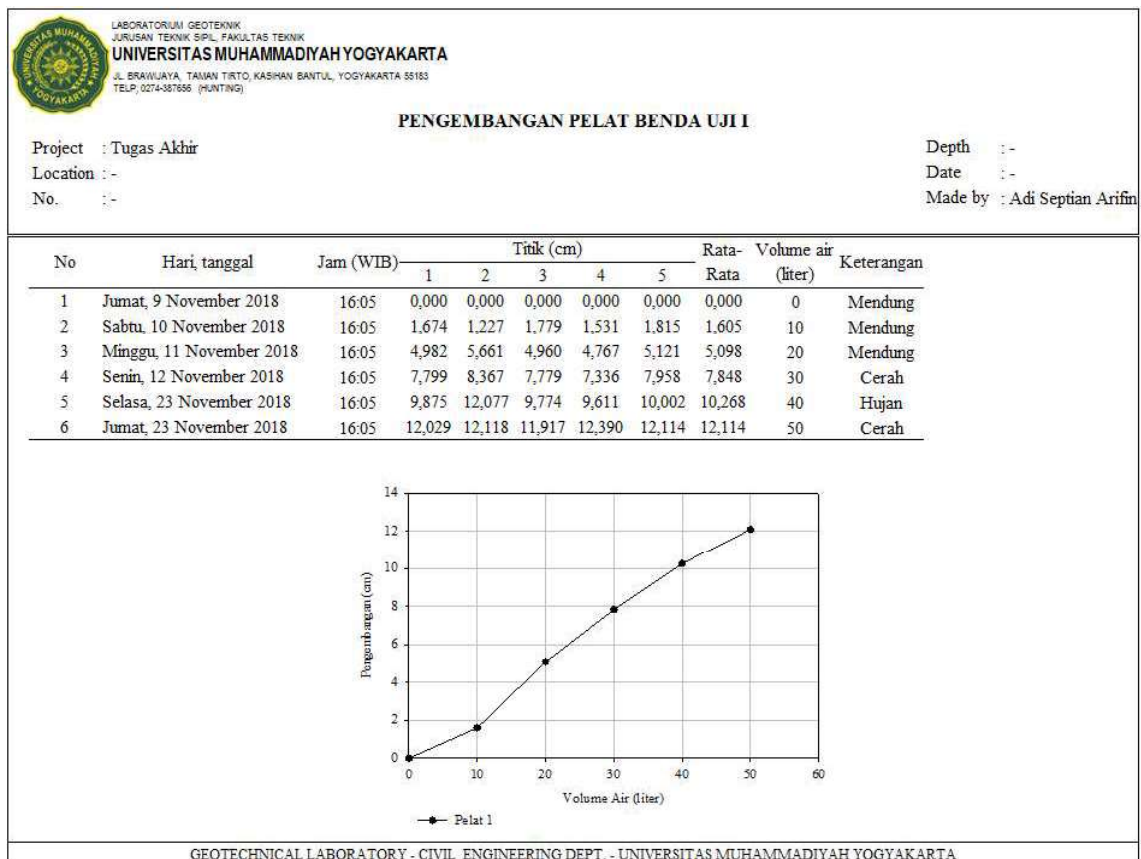 UNIVERSITAS MUHAMMADIYAH
YOGYAKARTA
LABORATORIUM GEOTEKNIK
JURUSAN TEKNIK SIPIL, FAKULTAS TEKNIK
UNIVERSITAS MUHAMMADIYAH YOGYAKARTA
JL. BRAWIJAYA, TAMAN TIRTO, KASIHAN BANTUL, YOGYAKARTA 55183
TELP; 0274-387656 (HUNTING)
PENGEMBANGAN PELAT BENDA UJI I
Project : Tugas Akhir
Location : -
No. : -
Depth : -
Date : -
Made by : Adi Septian Arifin
No Hari, tanggal Jam (WIB) Titik (cm) Rata-Rata Volume air (liter) Keterangan
1 2 3 4 5
1 Jumat, 9 November 2018 16:05 0,000 0,000 0,000 0,000 0,000 0,000 0 Mendung
2 Sabtu, 10 November 2018 16:05 1,674 1,227 1,779 1,531 1,815 1,605 10 Mendung
3 Minggu, 11 November 2018 16:05 4,982 5,661 4,960 4,767 5,121 5,098 20 Mendung
4 Senin, 12 November 2018 16:05 7,799 8,367 7,779 7,336 7,958 7,848 30 Cerah
5 Selasa, 23 November 2018 16:05 9,875 12,077 9,774 9,611 10,002 10,268 40 Hujan
6 Jumat, 23 November 2018 16:05 12,029 12,118 11,917 12,390 12,114 12,114 50 Cerah
Pengembangan (cm)
14
12
10
8
6
4
2
0
0 10 20 30 40 50 60
Volume Air (liter)
Pelat 1
GEOTECHNICAL LABORATORY - CIVIL ENGINEERING DEPT. - UNIVERSITAS MUHAMMADIYAH YOGYAKARTA